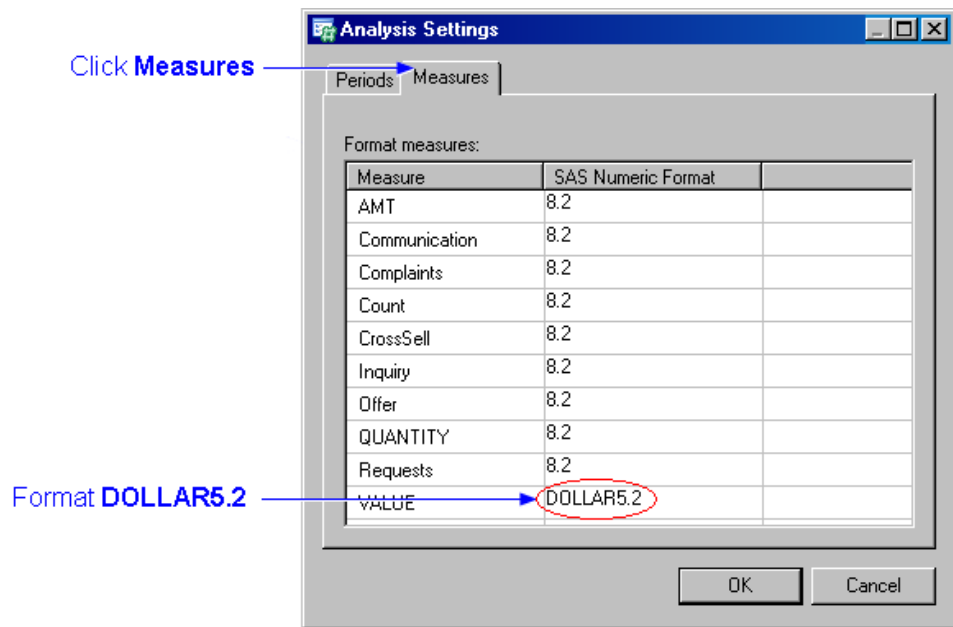 Analysis Settings
Click Measures
Periods Measures
Format measures:
Measure SAS Numeric Format
AMT 8.2
Communication 8.2
Complaints 8.2
Count 8.2
CrossSell 8.2
Inquiry 8.2
Offer 8.2
QUANTITY 8.2
Requests 8.2
Format DOLLAR5.2
VALUE DOLLAR5.2
OK Cancel